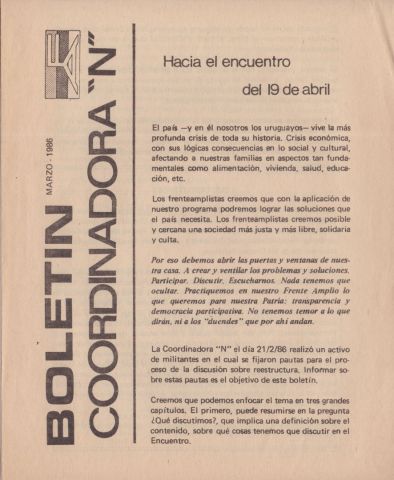 BOLETIN
COORDINADORA "N"
MARZO - 1986
FA
Hacia el encuentro
del 19 de abril
El país —y en él nosotros los uruguayos— vive la más
profunda crisis de toda su historia. Crisis económica,
con sus lógicas consecuencias en lo social y cultural,
afectando a nuestras familias en aspectos tan funda-
mentales como alimentación, vivienda, salud, educa-
ción, etc.
Los frenteamplistas creemos que con la aplicación de
nuestro programa podremos lograr las soluciones que
el país necesita. Los frenteamplistas creemos posible
y cercana una sociedad más justa y más libre, solidaria
y culta.
Por eso debemos abrir las puertas y ventanas de nues-
tra casa. A crear y ventilar los problemas y soluciones.
Participar. Discutir. Escucharnos. Nada tenemos que
ocultar. Practiquemos en nuestro Frente Amplio lo
que queremos para nuestra Patria: transparencia y
democracia participativa. No tenemos temor a lo que
dirán, ni a los "duendes" que por ahí andan.
La Coordinadora "N" el día 21/2/86 realizó un activo
de militantes en el cual se fijaron pautas para el pro-
ceso de la discusión sobre reestructura. Informar so-
bre estas pautas es el objetivo de este boletín.
Creemos que podemos enfocar el tema en tres grandes
capítulos. El primero, puede resumirse en la pregunta
¿Qué discutimos?, que implica una definición sobre el
contenido, sobre qué cosas tenemos que discutir en el
Encuentro.